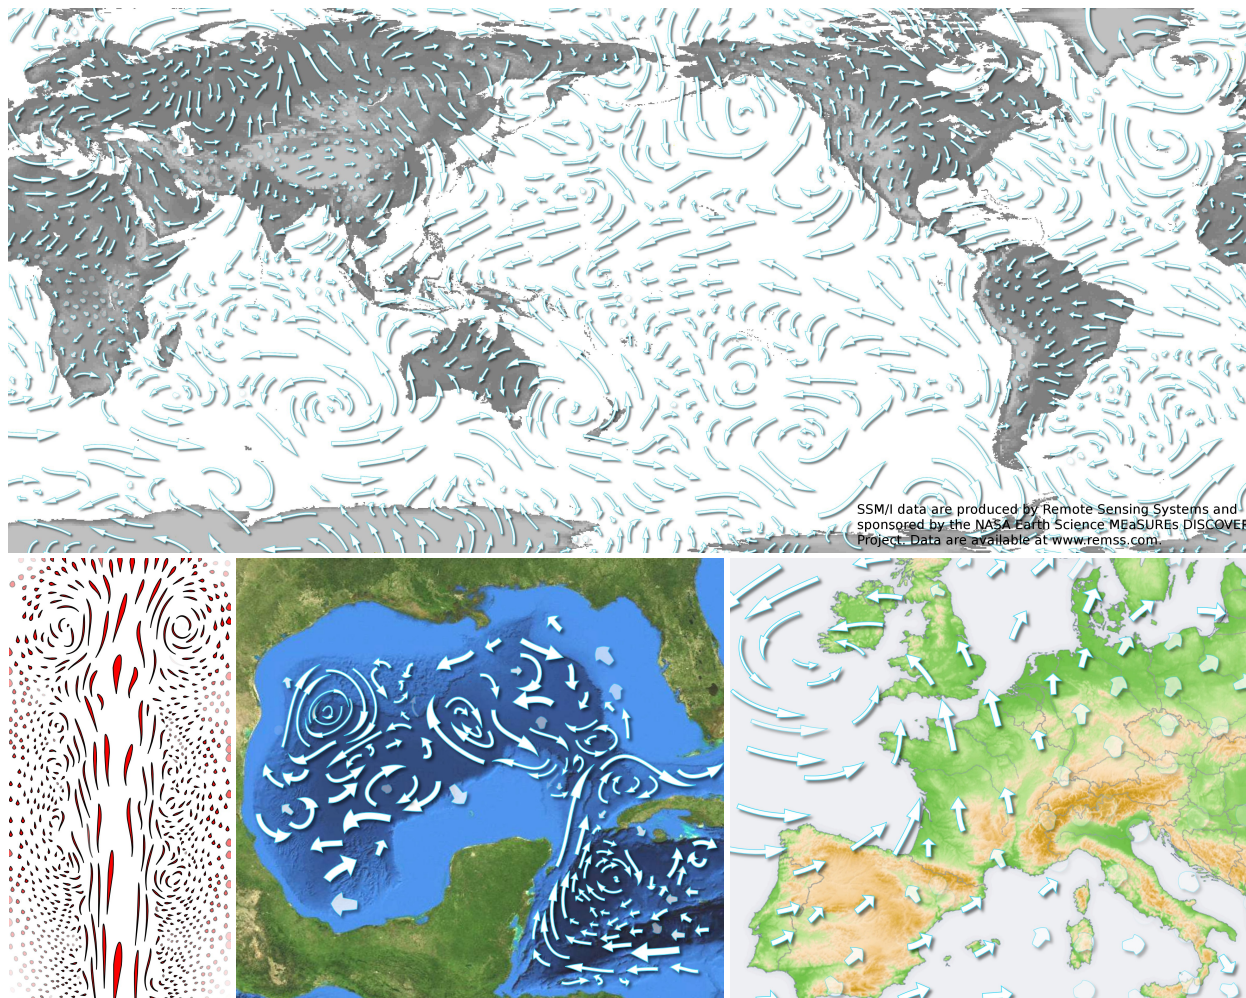 SSM/I data are produced by Remote Sensing Systems and
sponsored by the NASA Earth Science MEaSUREs DISCOVER
Project. Data are available at www.remss.com.